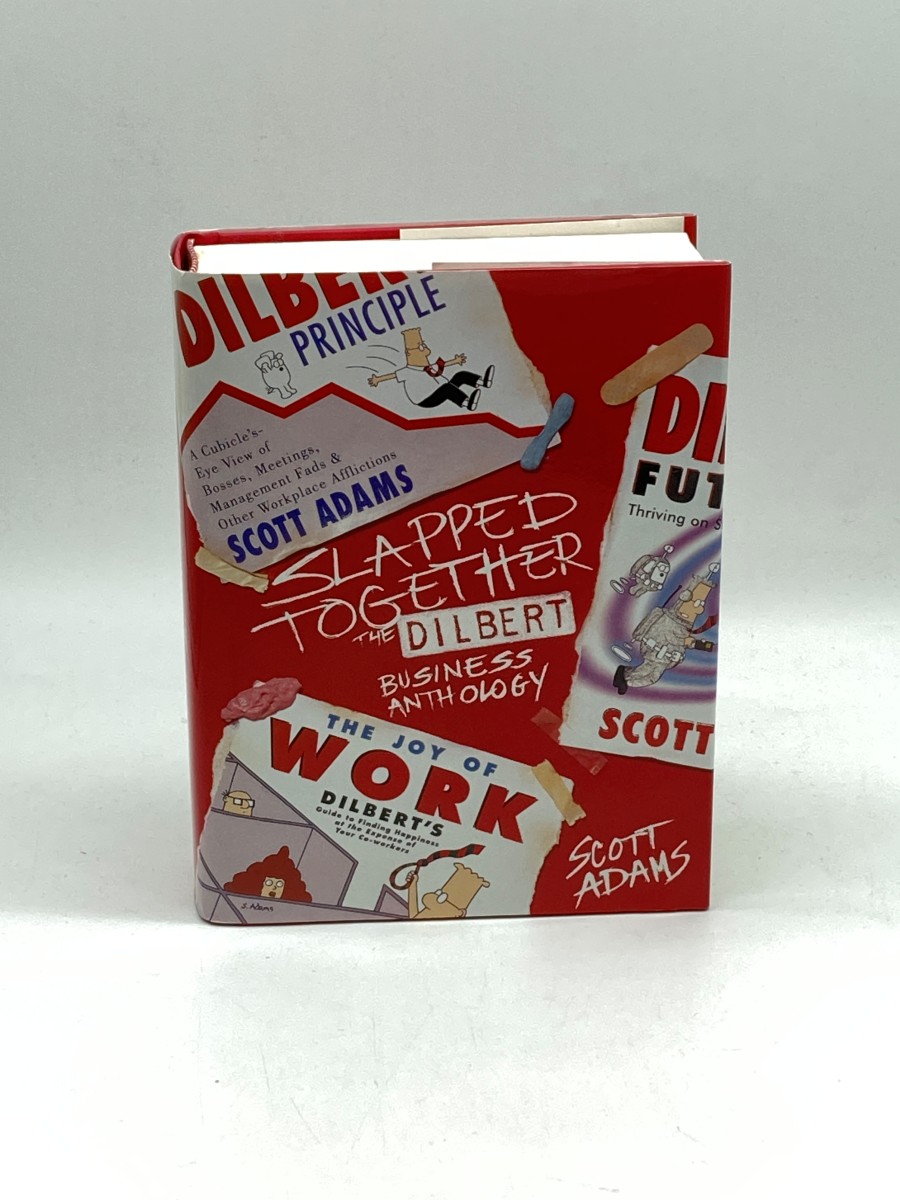 DILBERT
PRINCIPLE
A Cubicle's-
Eye View of
Bosses, Meetings,
Management Fads &
Other Workplace Afflictions
SCOTT ADAMS
DI
FUT
Thriving on S
SCOTT
SLAPPED
TOGETHER
THE DILBERT
BUSINESS
ANTHOLOGY
THE JOY OF
WORK
DILBERT'S
Guide to Finding Happiness
at the Expense of
Your Co-workers
S. ADAMS
SCOTT
ADAMS